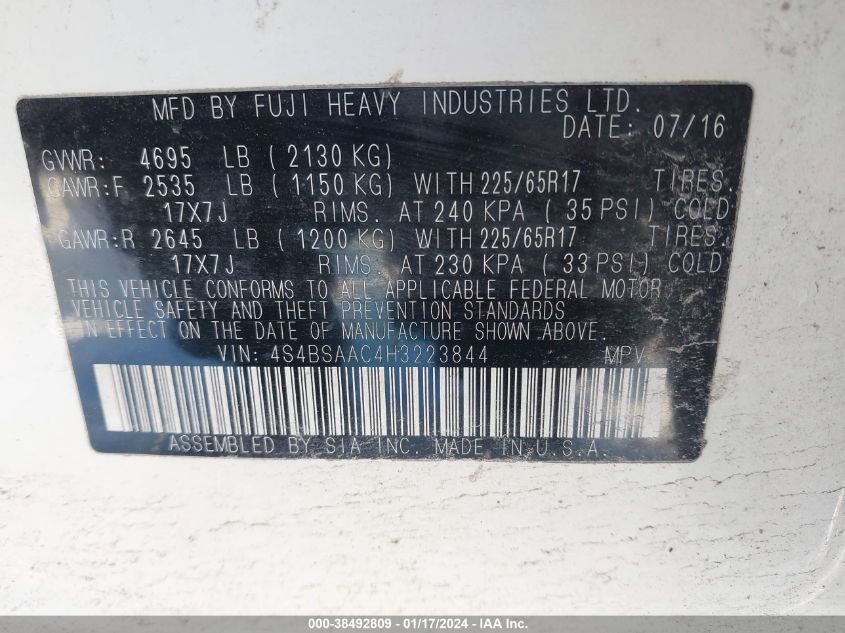 MFD BY FUJI HEAVY INDUSTRIES LTD.
DATE: 07/16
GVWR: 4695 LB ( 2130 KG)
GAWR:F 2535 LB ( 1150 KG) WITH 225/65R17 TIRES.
17X7J RIMS. AT 240 KPA ( 35 PSI) COLD
GAWR:R 2645 LB ( 1200 KG) WITH 225/65R17 TIRES.
17X7J RIMS. AT 230 KPA ( 33 PSI) COLD
THIS VEHICLE CONFORMS TO ALL APPLICABLE FEDERAL MOTOR
VEHICLE SAFETY AND THEFT PREVENTION STANDARDS
IN EFFECT ON THE DATE OF MANUFACTURE SHOWN ABOVE.
VIN: 4S4BSAAC4H3223844 MPV
ASSEMBLED BY SIA INC. MADE IN U.S.A.
000-38492809 - 01/17/2024 - IAA Inc.